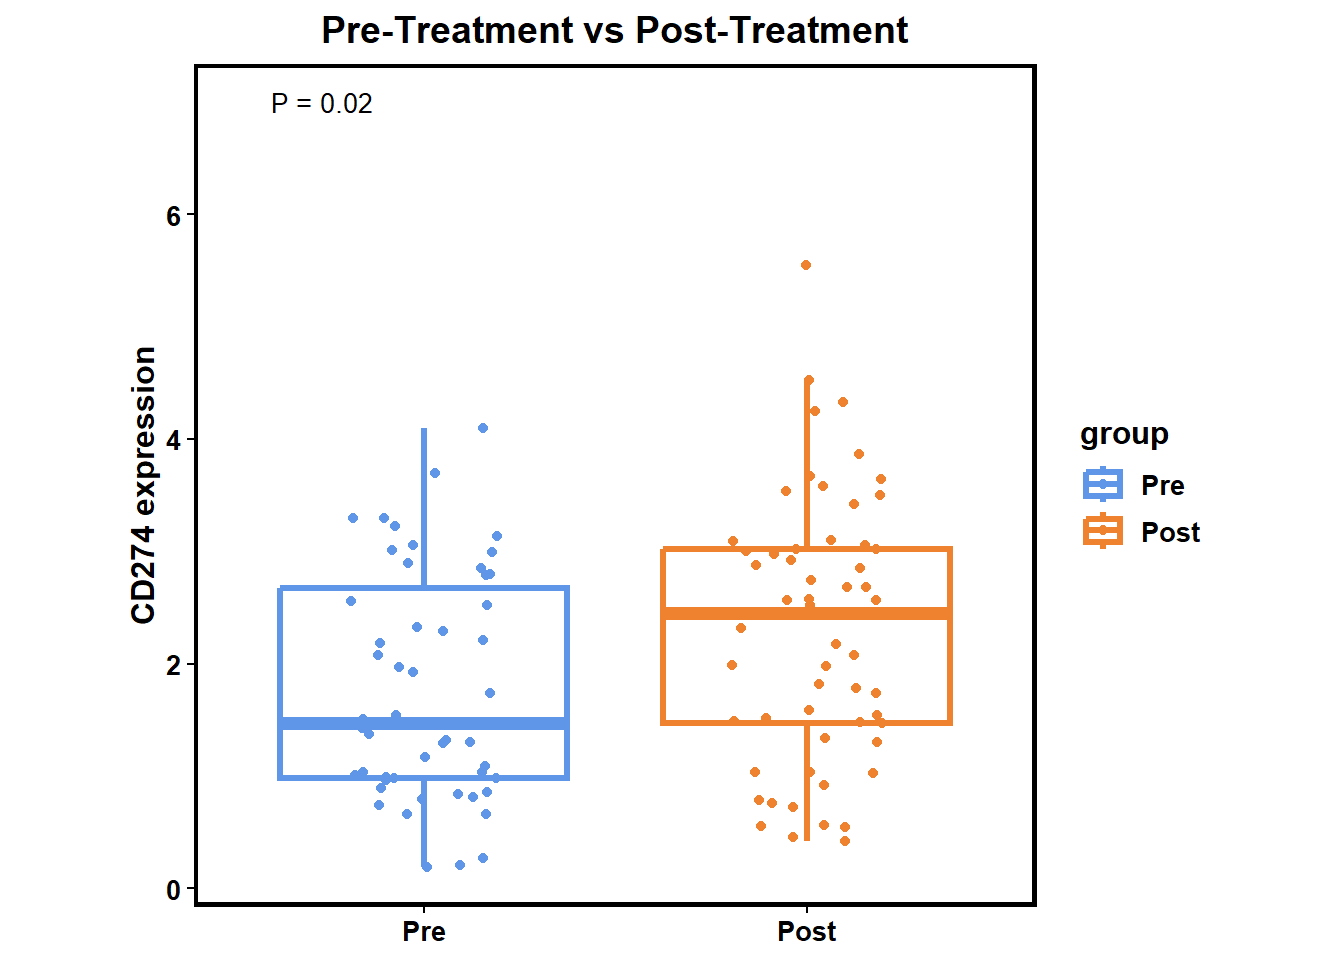 Pre-Treatment vs Post-Treatment
P = 0.02
CD274 expression
6
4
2
0
Pre
Post
group
Pre
Post